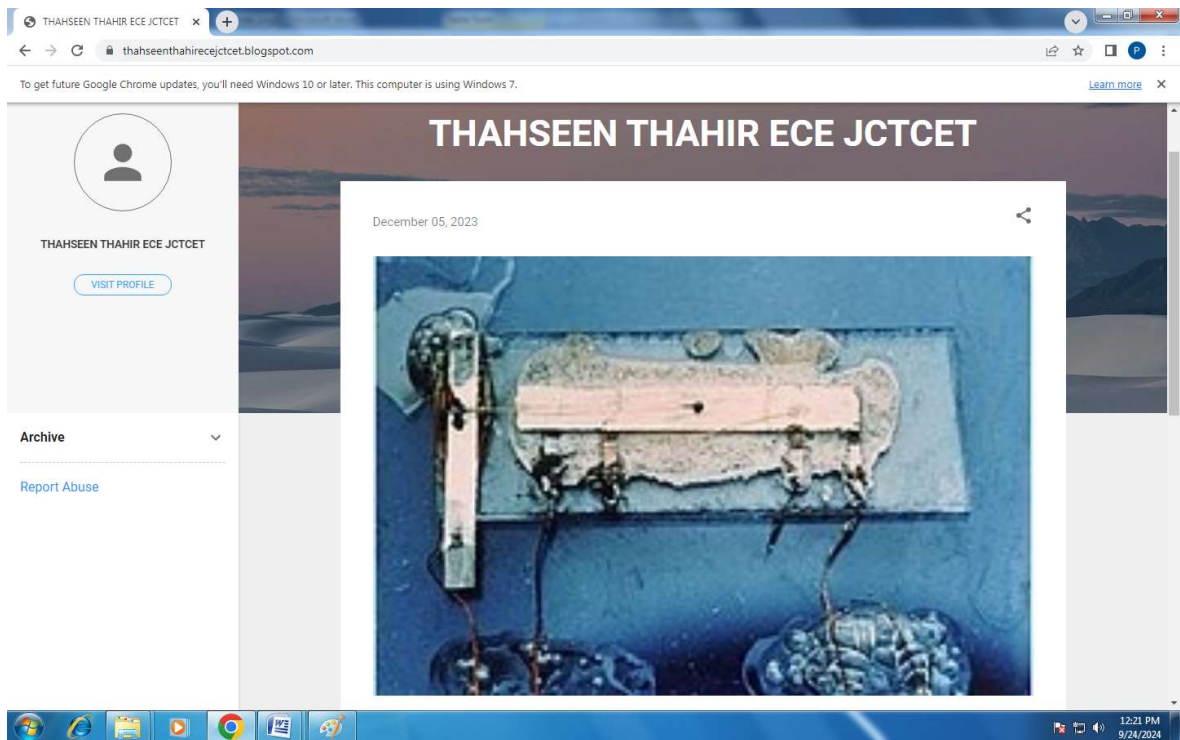 THAHSEEN THAHIR ECE JCTCET
thahseenthahirecejctcet.blogspot.com
P
To get future Google Chrome updates, you'll need Windows 10 or later. This computer is using Windows 7.
Learn more
THAHSEEN THAHIR ECE JCTCET
THAHSEEN THAHIR ECE JCTCET
VISIT PROFILE
December 05, 2023
Archive
Report Abuse
12:21 PM
9/24/2024